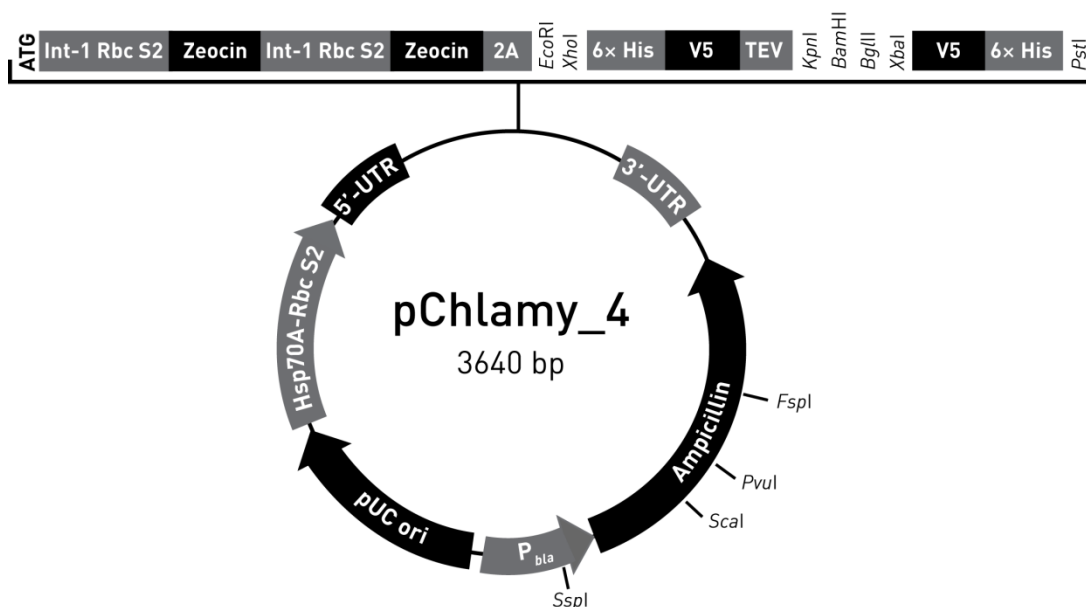 ATG
Int-1 Rbc S2
Zeocin
Int-1 Rbc S2
Zeocin
2A
EcoRI
XhoI
6× His
V5
TEV
KpnI
BamHI
BglII
XbaI
V5
6× His
PstI
5'-UTR
3'-UTR
Hsp70A-Rbc S2
pChlamy_4
3640 bp
FspI
Ampicillin
PvuI
ScaI
pUC ori
Pbla
SspI